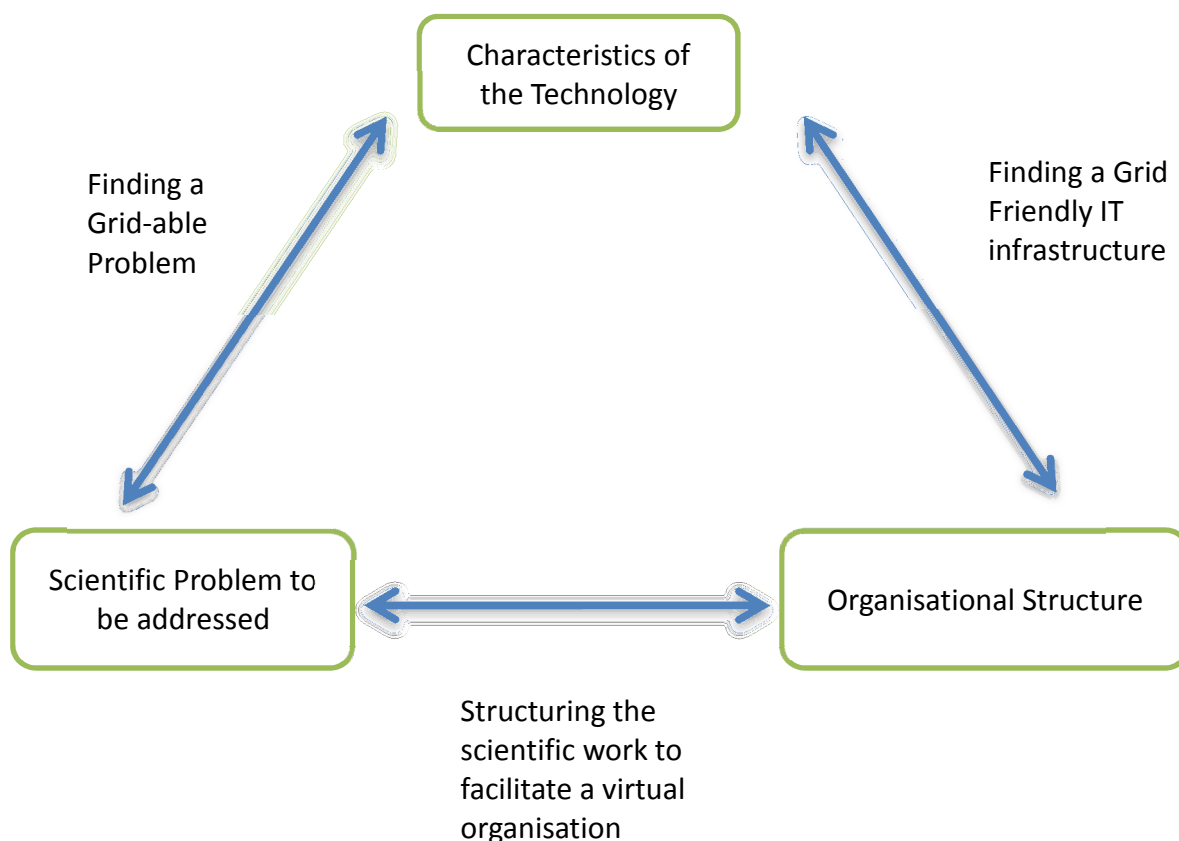 Characteristics of
the Technology
Finding a
Grid-able
Problem
Finding a Grid
Friendly IT
infrastructure
Scientific Problem to
be addressed
Organisational Structure
Structuring the
scientific work to
facilitate a virtual
organisation